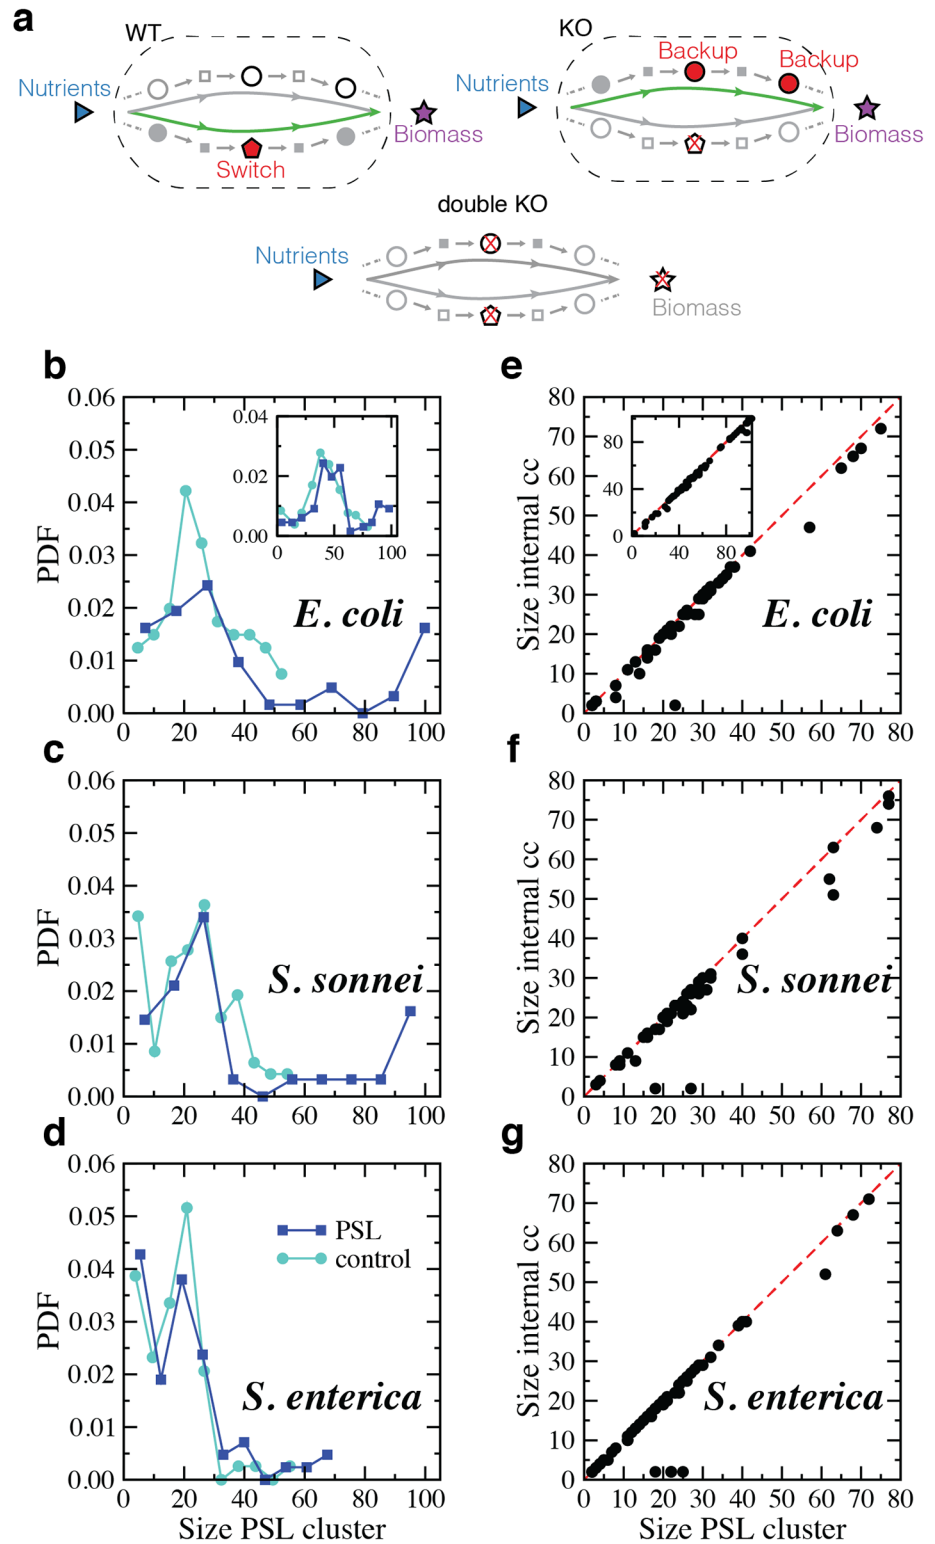 a
WT
KO
Nutrients
Switch
Biomass
Nutrients
Backup
Backup
Biomass
double KO
Nutrients
Biomass
b
0.06
0.05
0.04
0.03
0.02
0.01
0.00
PDF
0.04
0.02
0.00
0 50 100
E. coli
0 20 40 60 80 100
e
80
70
60
50
40
30
20
10
0
Size internal cc
80
40
0
0 40 80
E. coli
0 10 20 30 40 50 60 70 80
c
0.06
0.05
0.04
0.03
0.02
0.01
0.00
PDF
S. sonnei
0 20 40 60 80 100
f
80
70
60
50
40
30
20
10
0
Size internal cc
S. sonnei
0 10 20 30 40 50 60 70 80
d
0.06
0.05
0.04
0.03
0.02
0.01
0.00
PDF
PSL
control
S. enterica
0 20 40 60 80 100
Size PSL cluster
g
80
70
60
50
40
30
20
10
0
Size internal cc
S. enterica
0 10 20 30 40 50 60 70 80
Size PSL cluster